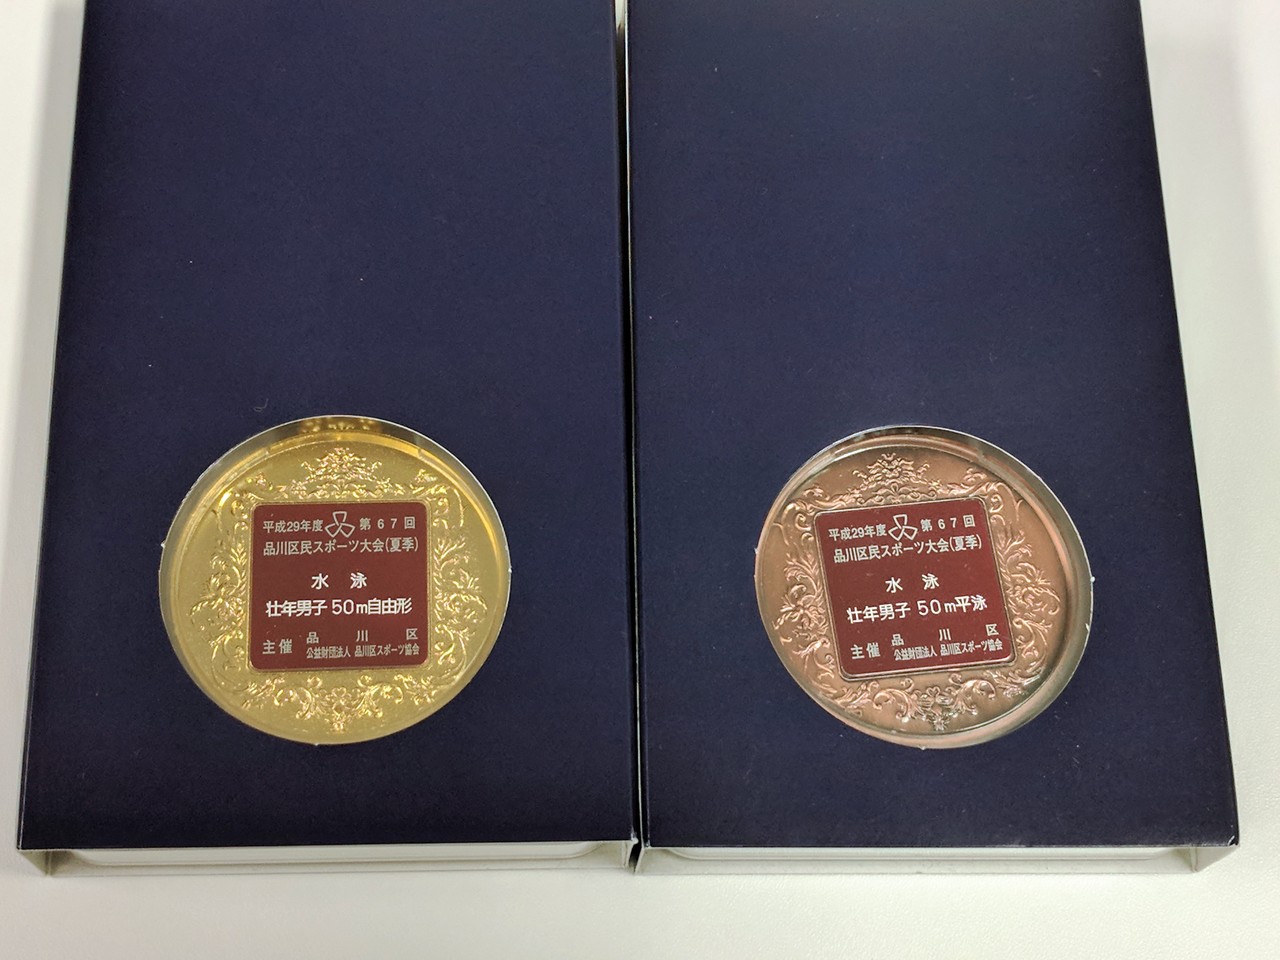 平成29年度 第67回
品川区民スポーツ大会(夏季)
水泳
壮年男子 50m自由形
主催 品川区
公益財団法人 品川区スポーツ協会
平成29年度 第67回
品川区民スポーツ大会(夏季)
水泳
壮年男子 50m平泳
主催 品川区
公益財団法人 品川区スポーツ協会